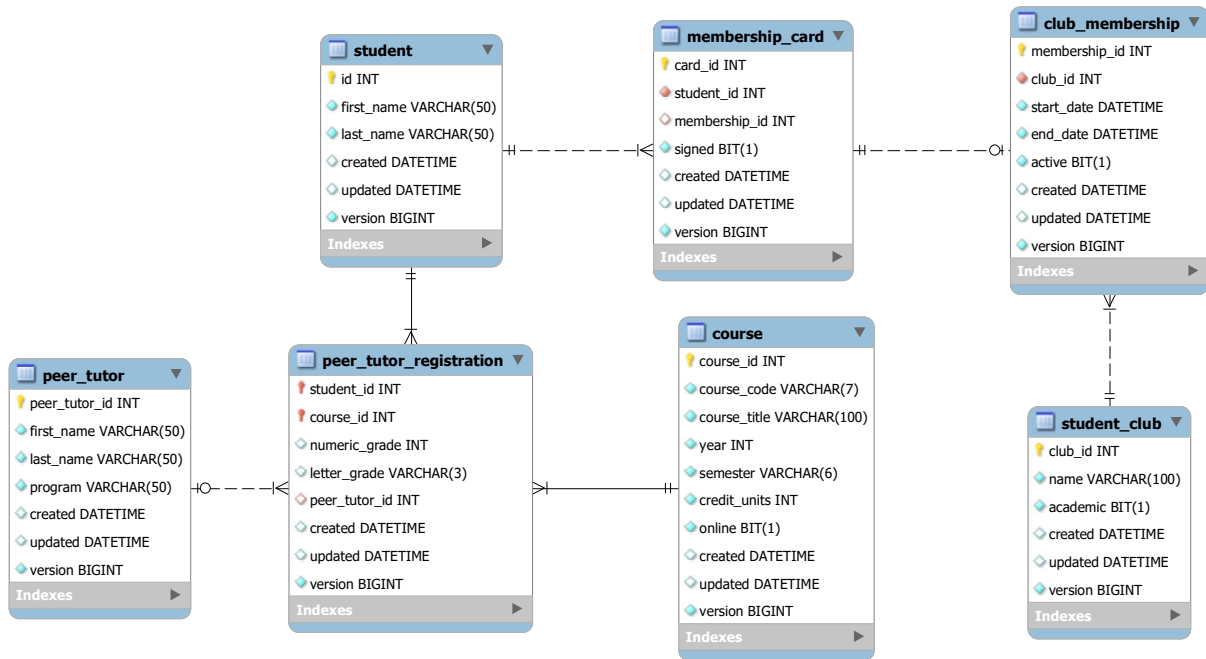 student
id INT
first_name VARCHAR(50)
last_name VARCHAR(50)
created DATETIME
updated DATETIME
version BIGINT
Indexes
membership_card
card_id INT
student_id INT
membership_id INT
signed BIT(1)
created DATETIME
updated DATETIME
version BIGINT
Indexes
club_membership
membership_id INT
club_id INT
start_date DATETIME
end_date DATETIME
active BIT(1)
created DATETIME
updated DATETIME
version BIGINT
Indexes
peer_tutor
peer_tutor_id INT
first_name VARCHAR(50)
last_name VARCHAR(50)
program VARCHAR(50)
created DATETIME
updated DATETIME
version BIGINT
Indexes
peer_tutor_registration
student_id INT
course_id INT
numeric_grade INT
letter_grade VARCHAR(3)
peer_tutor_id INT
created DATETIME
updated DATETIME
version BIGINT
Indexes
course
course_id INT
course_code VARCHAR(7)
course_title VARCHAR(100)
year INT
semester VARCHAR(6)
credit_units INT
online BIT(1)
created DATETIME
updated DATETIME
version BIGINT
Indexes
student_club
club_id INT
name VARCHAR(100)
academic BIT(1)
created DATETIME
updated DATETIME
version BIGINT
Indexes